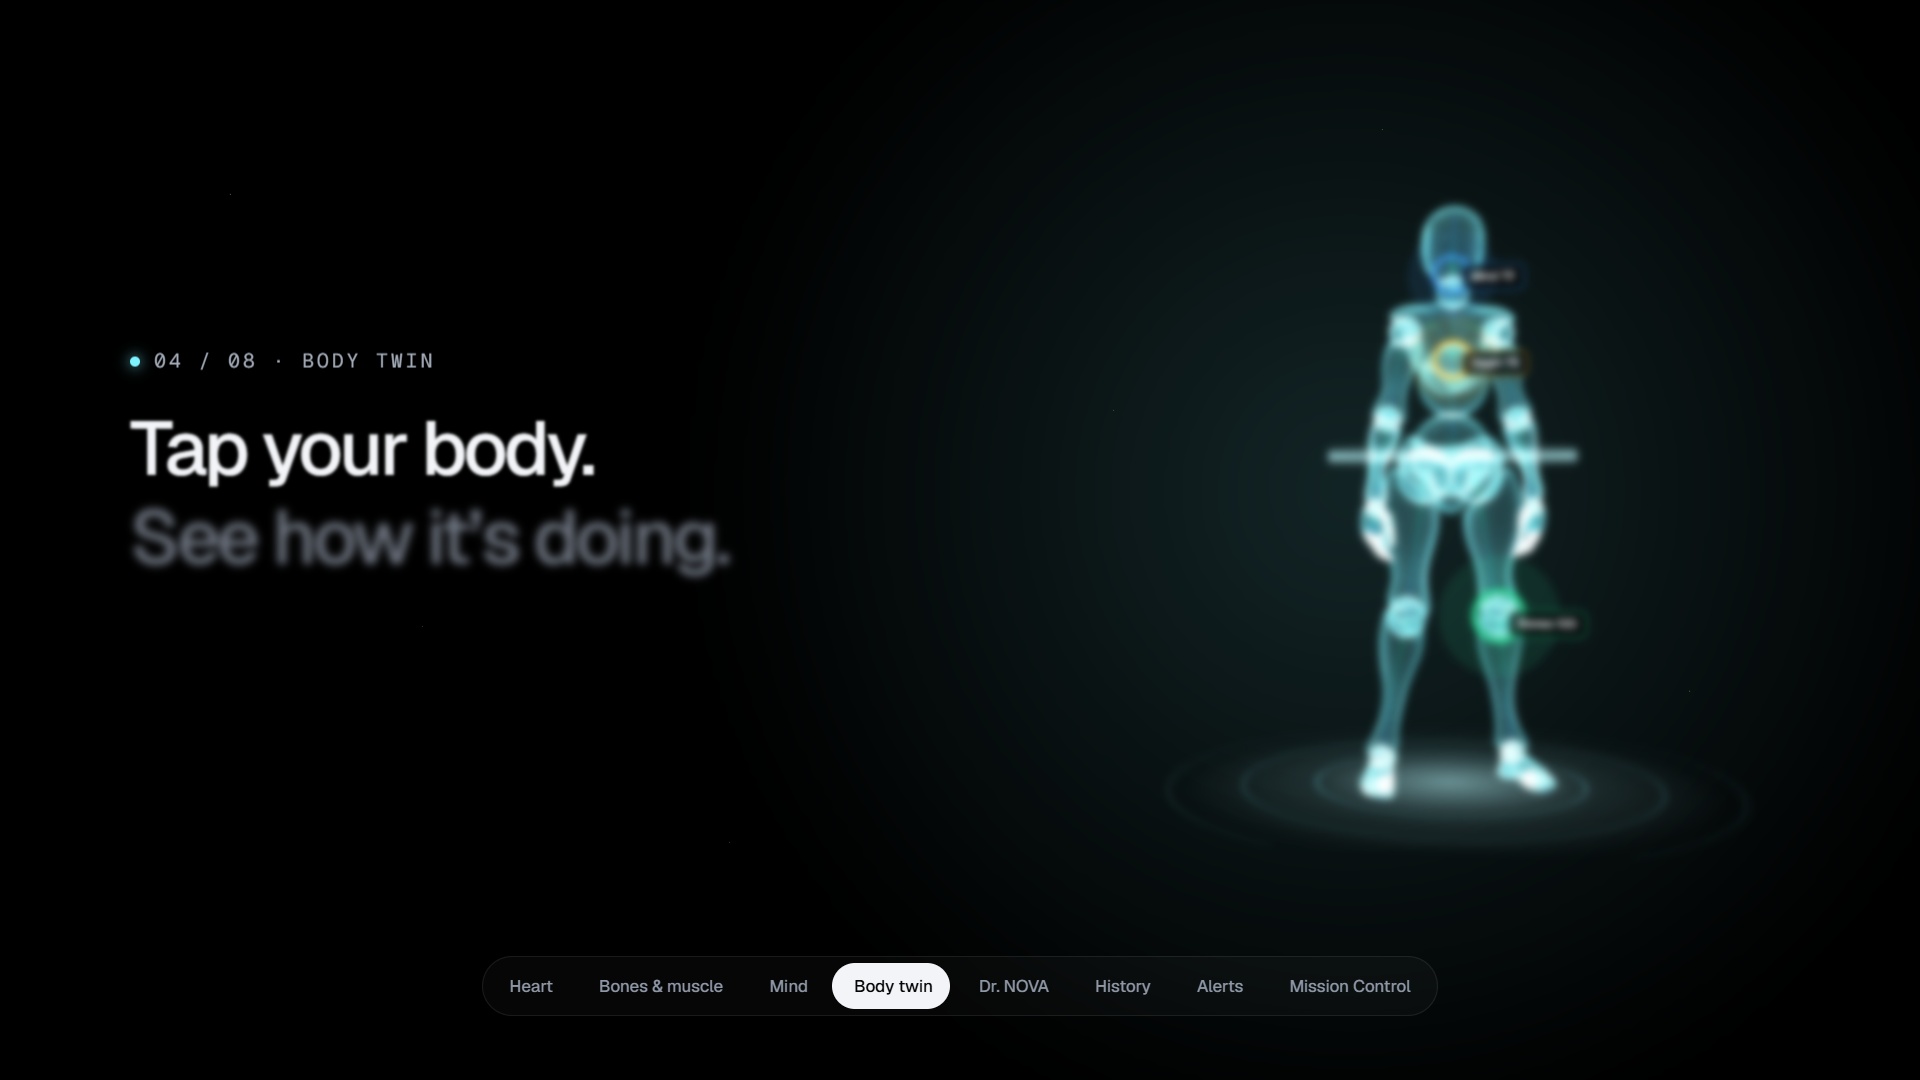 04 / 08 · BODY TWIN
Tap your body.
See how it's doing.
Heart
Bones & muscle
Mind
Body twin
Dr. NOVA
History
Alerts
Mission Control